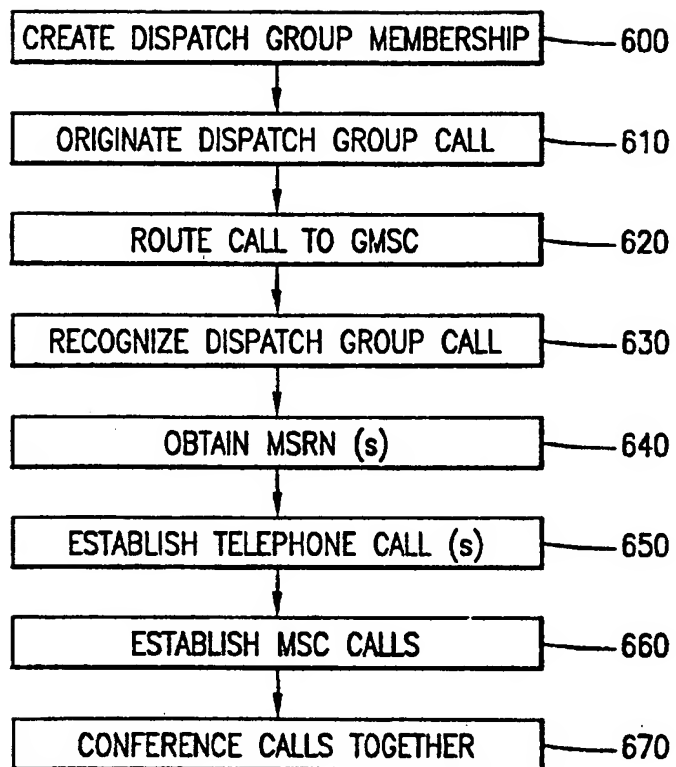 CREATE DISPATCH GROUP MEMBERSHIP 600
ORIGINATE DISPATCH GROUP CALL 610
ROUTE CALL TO GMSC 620
RECOGNIZE DISPATCH GROUP CALL 630
OBTAIN MSRN (s) 640
ESTABLISH TELEPHONE CALL (s) 650
ESTABLISH MSC CALLS 660
CONFERENCE CALLS TOGETHER 670